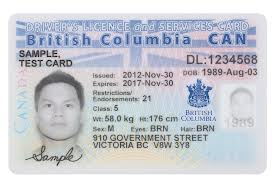 DRIVER'S LICENCE and SERVICES CARD
British Columbia CAN
SAMPLE,
TEST CARD
DL:1234568
DOB: 1989-Aug-03
Issued: 2012-Nov-30
Expires: 2017-Nov-30
Restrictions/
Endorsements: 21
Class: 5
Wt: 58.0 kg Ht: 176 cm
Sex: M Eyes: BRN Hair: BRN
910 GOVERNMENT STREET
VICTORIA BC V8W 3Y8
BRITISH
COLUMBIA
CANADA
1989
Sample